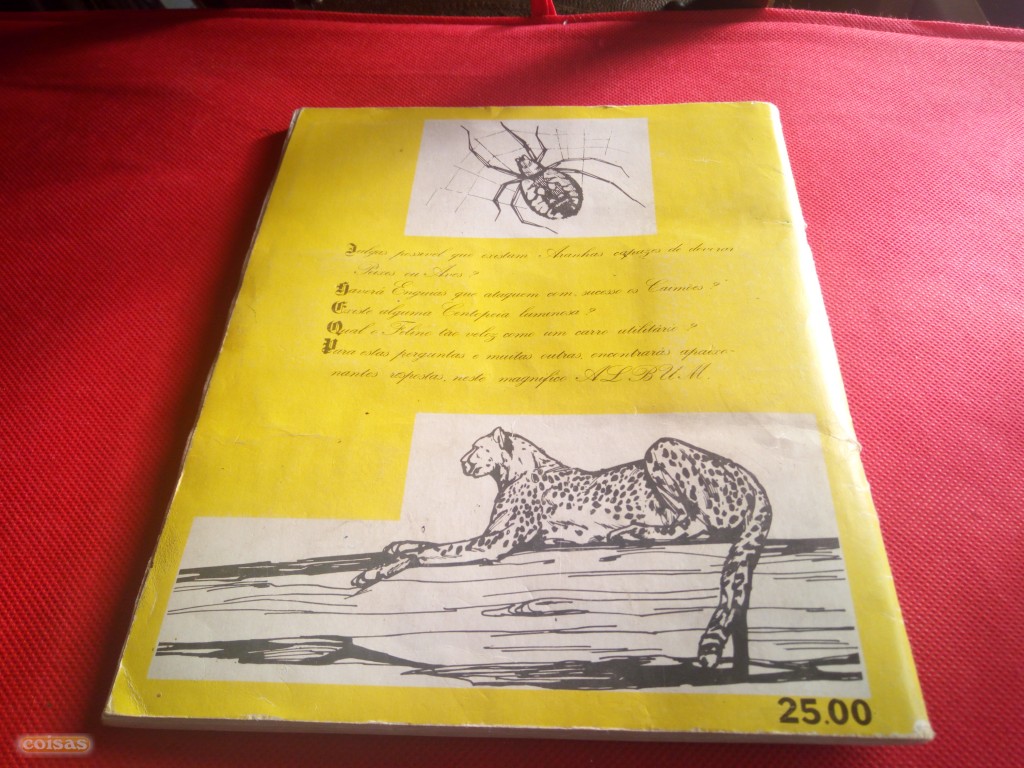 Julgas possível que existam Aranhas capazes de devorar
Peixes ou Aves?
Haverá Enguias que ataquem com sucesso os Caimões?
Existe alguma Centopeia luminosa?
Qual o Felino tão veloz como um carro utilitário?
Para estas perguntas e muitas outras, encontrarás apaixo-
nantes respostas, neste magnífico ALBUM.
25.00
coisas